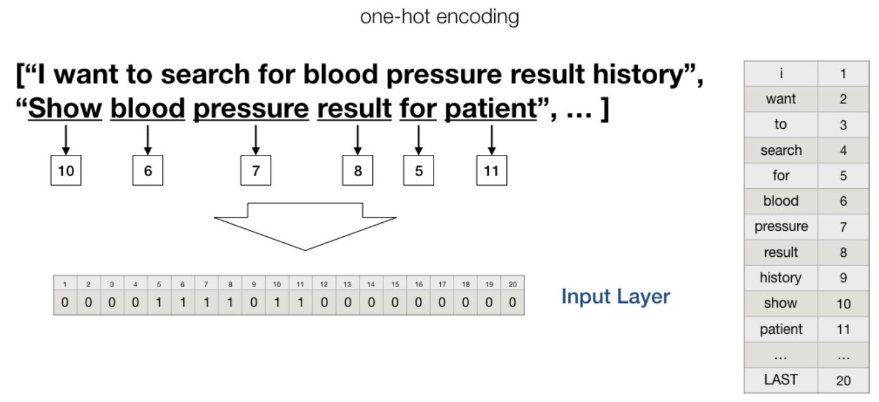 one-hot encoding
["I want to search for blood pressure result history",
"Show blood pressure result for patient", ... ]
10 6 7 8 5 11
1 2 3 4 5 6 7 8 9 10 11 12 13 14 15 16 17 18 19 20
0 0 0 0 1 1 1 1 0 1 1 0 0 0 0 0 0 0 0 0
Input Layer
i 1
want 2
to 3
search 4
for 5
blood 6
pressure 7
result 8
history 9
show 10
patient 11
... ...
LAST 20